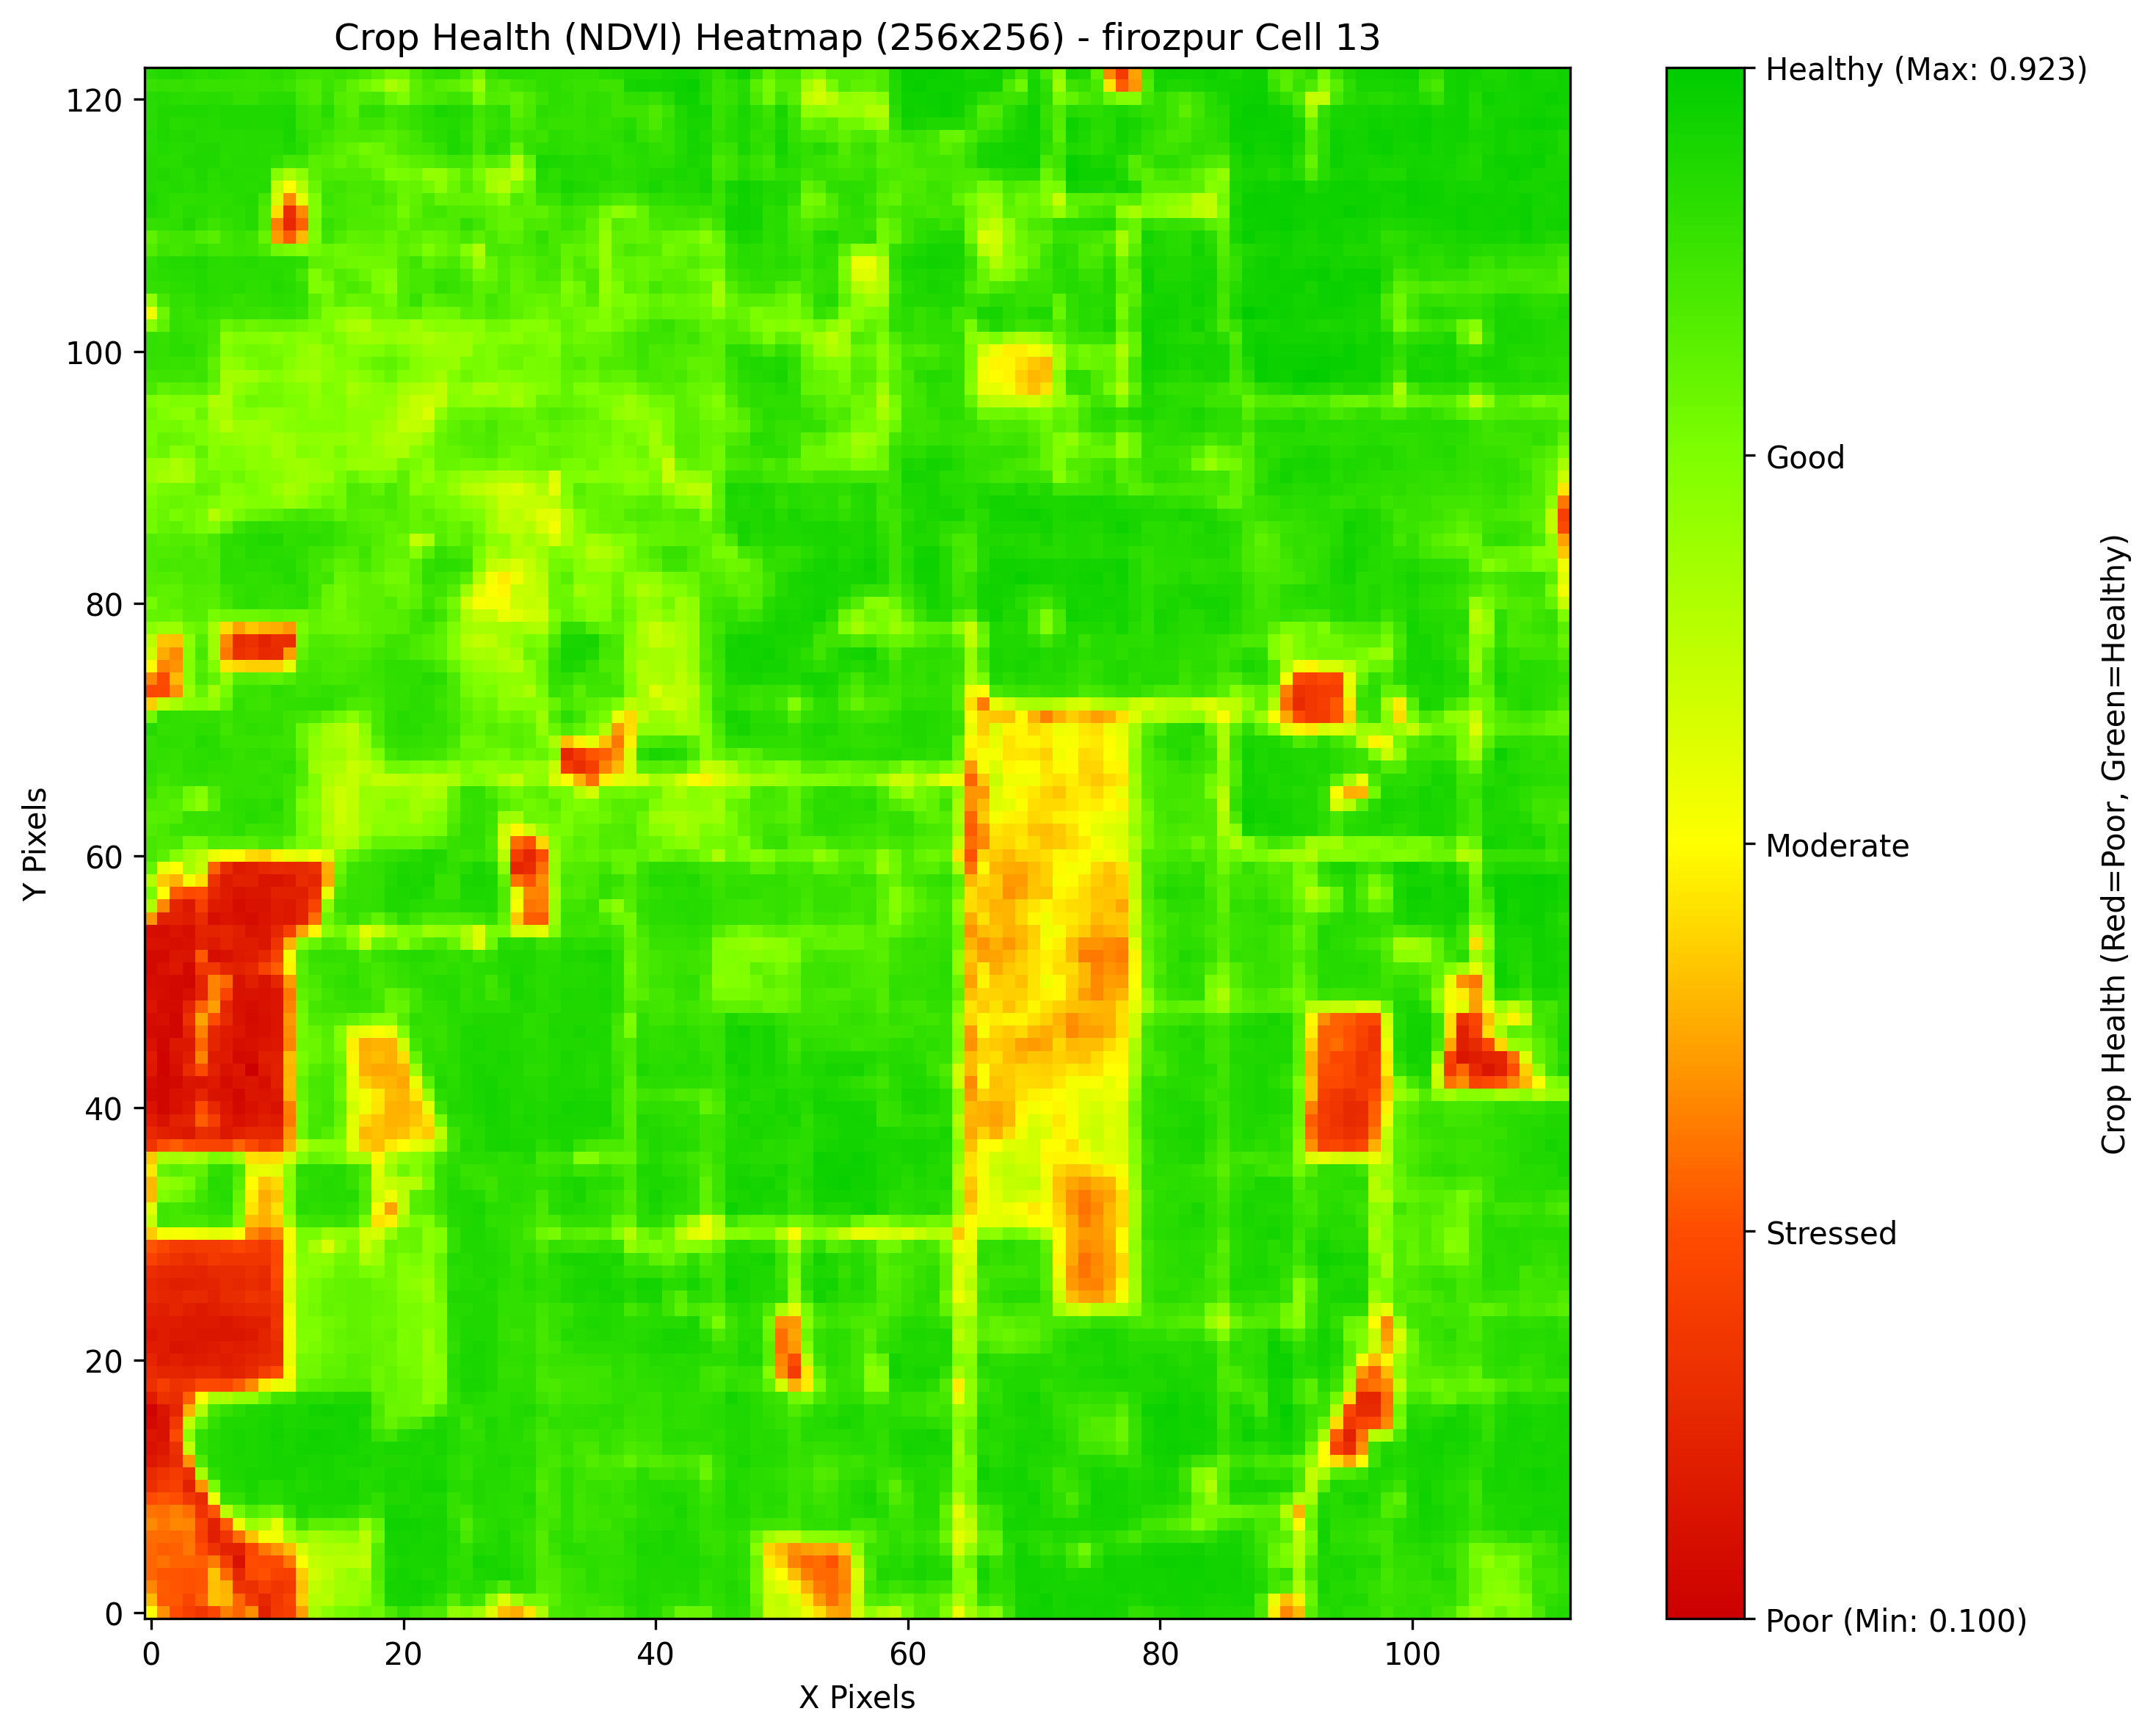 Crop Health (NDVI) Heatmap (256x256) - firozpur Cell 13
120
100
80
60
40
20
0
Y Pixels
0 20 40 60 80 100
X Pixels
Healthy (Max: 0.923)
Good
Moderate
Stressed
Poor (Min: 0.100)
Crop Health (Red=Poor, Green=Healthy)